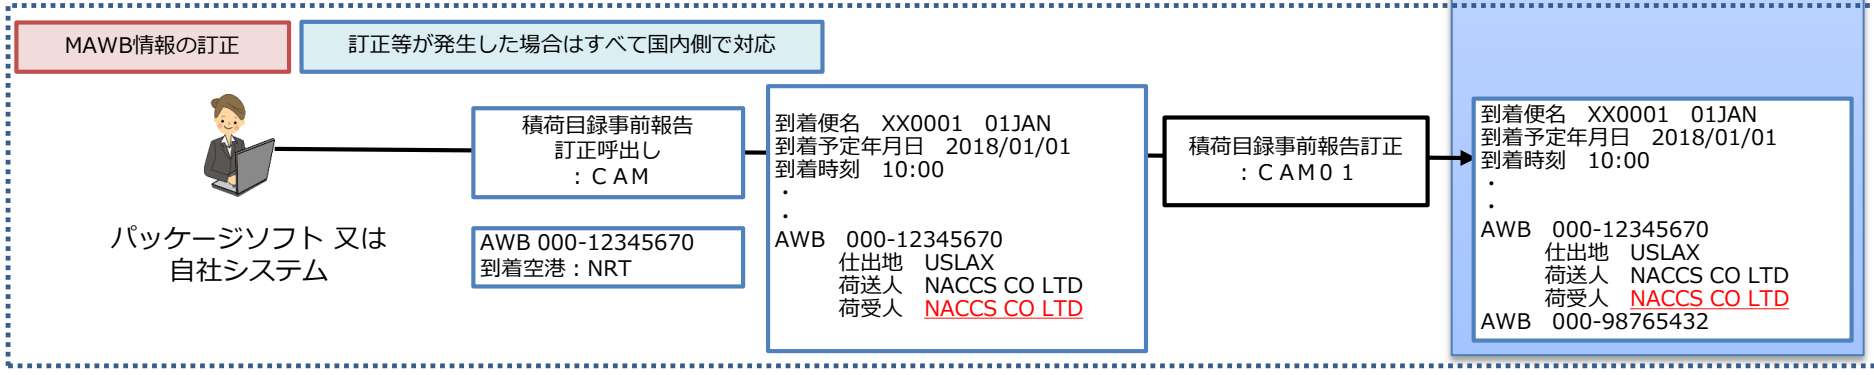 MAWB情報の訂正
訂正等が発生した場合はすべて国内側で対応
パッケージソフト 又は
自社システム
積荷目録事前報告
訂正呼出し
：ＣＡＭ
AWB 000-12345670
到着空港：NRT
到着便名　XX0001　01JAN
到着予定年月日　2018/01/01
到着時刻　10:00
・
・
AWB　000-12345670
仕出地　USLAX
荷送人　NACCS CO LTD
荷受人　NACCS CO LTD
積荷目録事前報告訂正
：ＣＡＭ０１
到着便名　XX0001　01JAN
到着予定年月日　2018/01/01
到着時刻　10:00
・
・
AWB　000-12345670
仕出地　USLAX
荷送人　NACCS CO LTD
荷受人　NACCS CO LTD
AWB　000-98765432